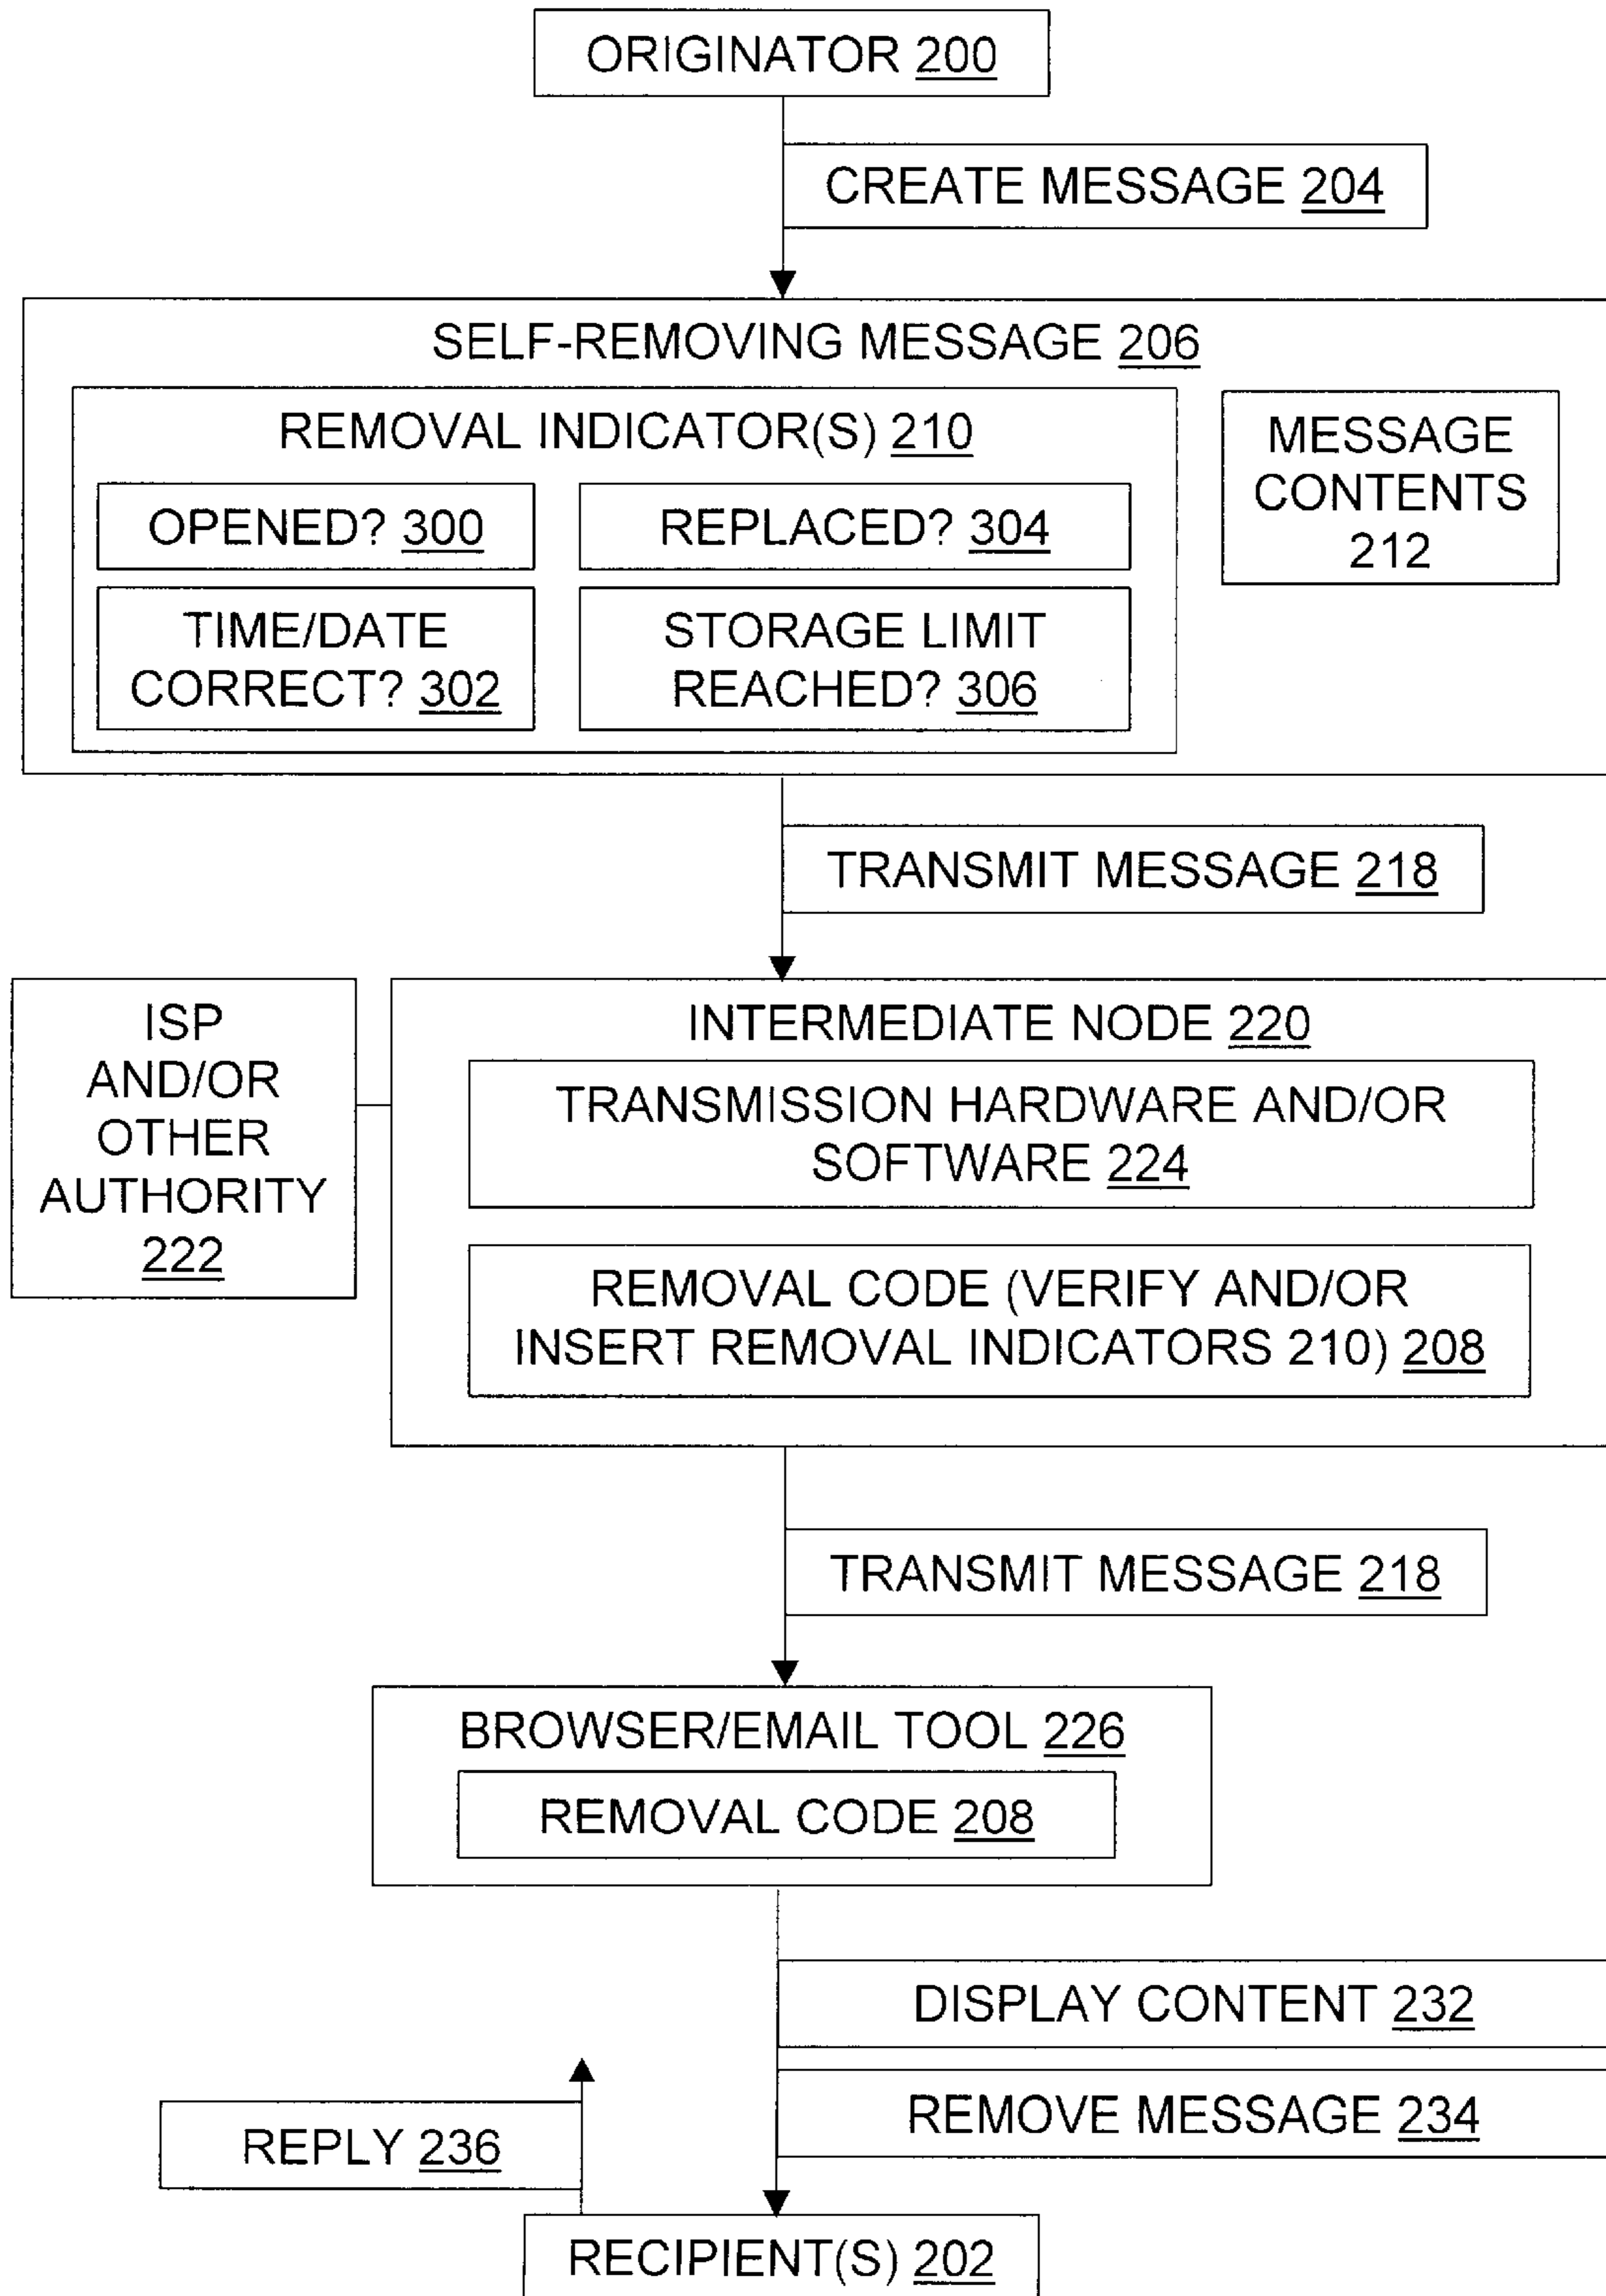 ORIGINATOR 200
CREATE MESSAGE 204
SELF-REMOVING MESSAGE 206
REMOVAL INDICATOR(S) 210
OPENED? 300
REPLACED? 304
TIME/DATE
CORRECT? 302
STORAGE LIMIT
REACHED? 306
MESSAGE
CONTENTS
212
TRANSMIT MESSAGE 218
ISP
AND/OR
OTHER
AUTHORITY
222
INTERMEDIATE NODE 220
TRANSMISSION HARDWARE AND/OR
SOFTWARE 224
REMOVAL CODE (VERIFY AND/OR
INSERT REMOVAL INDICATORS 210) 208
TRANSMIT MESSAGE 218
BROWSER/EMAIL TOOL 226
REMOVAL CODE 208
DISPLAY CONTENT 232
REMOVE MESSAGE 234
REPLY 236
RECIPIENT(S) 202